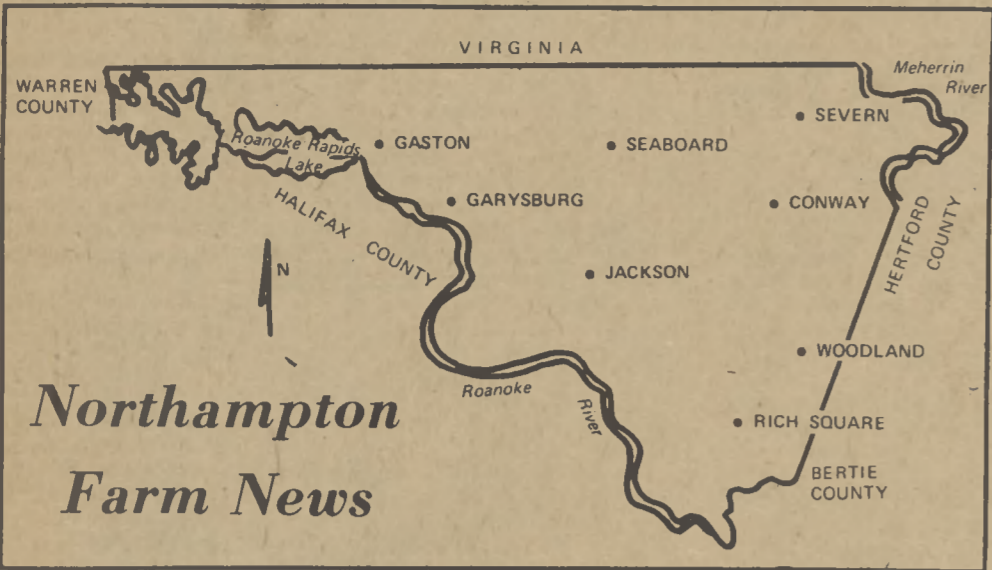 VIRGINIA
WARREN
COUNTY
Meherrin
River
SEVERN
Roanoke Rapids
Lake
GASTON
SEABOARD
HALIFAX COUNTY
GARYSBURG
CONWAY
HERTFORD
COUNTY
N
JACKSON
WOODLAND
Roanoke
River
RICH SQUARE
BERTIE
COUNTY
Northampton
Farm News